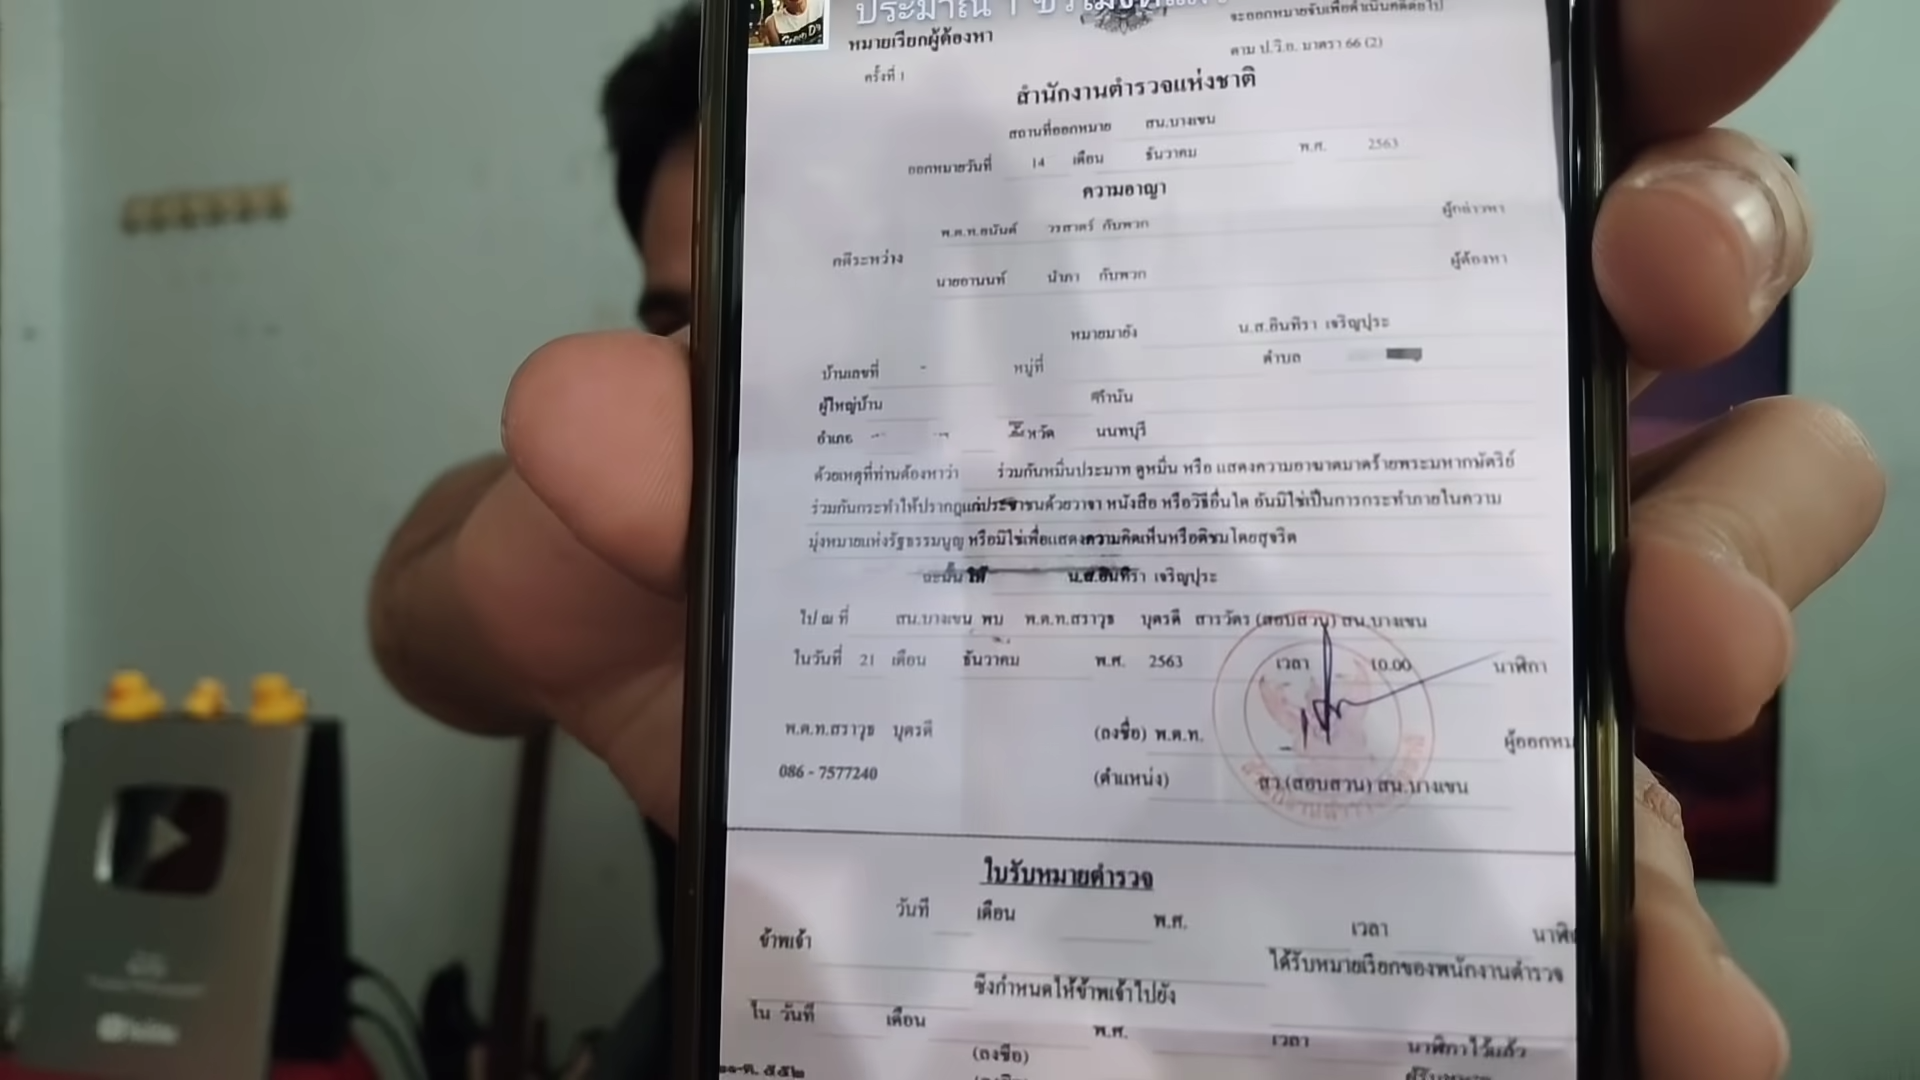 ประมาณ 1 ชั่วโมงที่แล้ว
หมายเรียกผู้ต้องหา
จะออกหมายจับเพื่อดำเนินคดีต่อไป
ครั้งที่ 1
ตาม ป.วิ.อ. มาตรา 66 (2)
สำนักงานตำรวจแห่งชาติ
สถานที่ออกหมาย สน.บางเขน
ออกหมายวันที่ 14 เดือน ธันวาคม พ.ศ. 2563
ความอาญา
พ.ต.ท.อนันต์ วรสาตร์ กับพวก ผู้กล่าวหา
คดีระหว่าง
นายอานนท์ นำภา กับพวก ผู้ต้องหา
หมายมายัง น.ส.อินทิรา เจริญปุระ
บ้านเลขที่ - หมู่ที่ ตำบล
ผู้ใหญ่บ้าน กำนัน
อำเภอ จังหวัด นนทบุรี
ด้วยเหตุที่ท่านต้องหาว่า ร่วมกันหมิ่นประมาท ดูหมิ่น หรือ แสดงความอาฆาตมาดร้ายพระมหากษัตริย์
ร่วมกันกระทำให้ปรากฏแก่ประชาชนด้วยวาจา หนังสือ หรือวิธีอื่นใด อันมิใช่เป็นการกระทำภายในความ
มุ่งหมายแห่งรัฐธรรมนูญ หรือมิใช่เพื่อแสดงความคิดเห็นหรือติชมโดยสุจริต
ฉะนั้น ให้ น.ส.อินทิรา เจริญปุระ
ไป ณ ที่ สน.บางเขน พบ พ.ต.ท.สราวุธ บุตรดี สารวัตร (สอบสวน) สน.บางเขน
ในวันที่ 21 เดือน ธันวาคม พ.ศ. 2563 เวลา 10.00 นาฬิกา
พ.ต.ท.สราวุธ บุตรดี (ลงชื่อ) พ.ต.ท. ผู้ออกหมา
086 - 7577240 (ตำแหน่ง) สว.(สอบสวน) สน.บางเขน
ใบรับหมายตำรวจ
วันที่ เดือน พ.ศ. เวลา นาฬิก
ข้าพเจ้า ได้รับหมายเรียกของพนักงานตำรวจ
ซึ่งกำหนดให้ข้าพเจ้าไปยัง
ใน วันที่ เดือน พ.ศ. เวลา นาฬิกาไว้แล้ว
(ลงชื่อ) ผู้รับหมาย